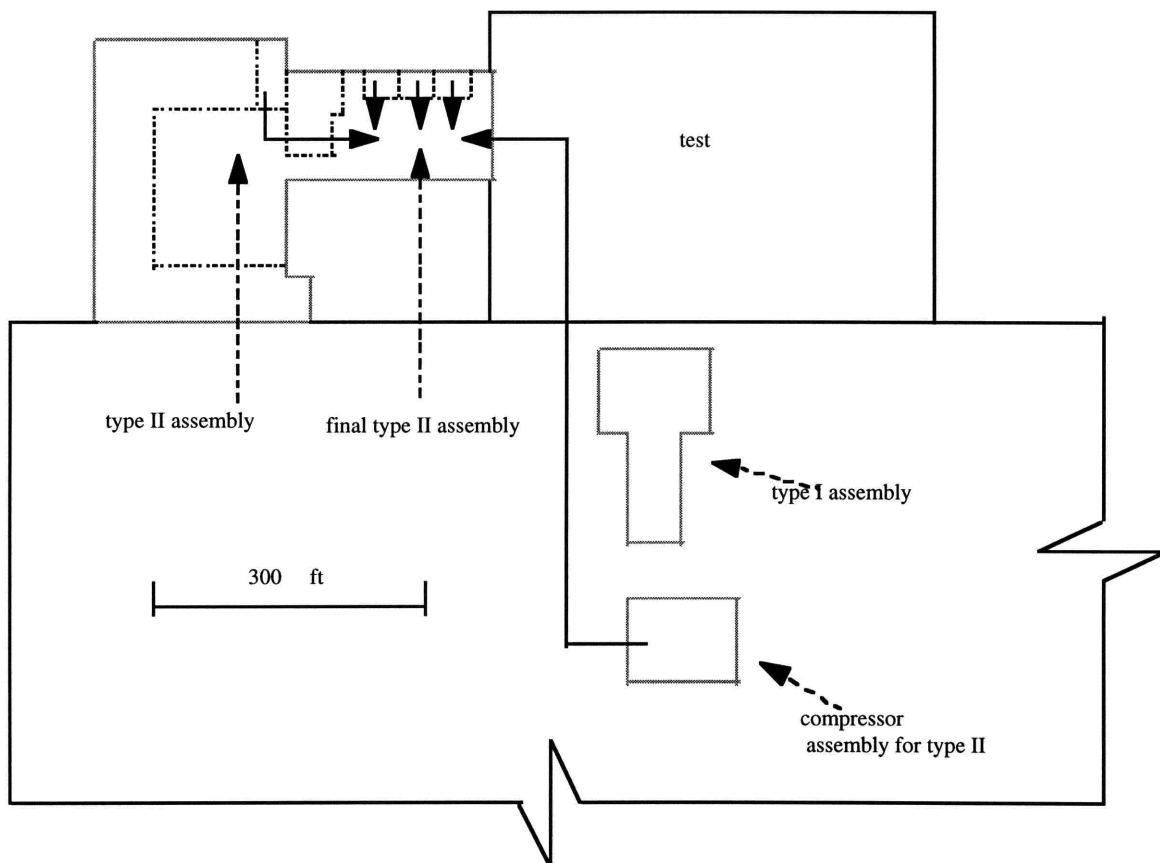 test
type II assembly
final type II assembly
type I assembly
300 ft
compressor
assembly for type II